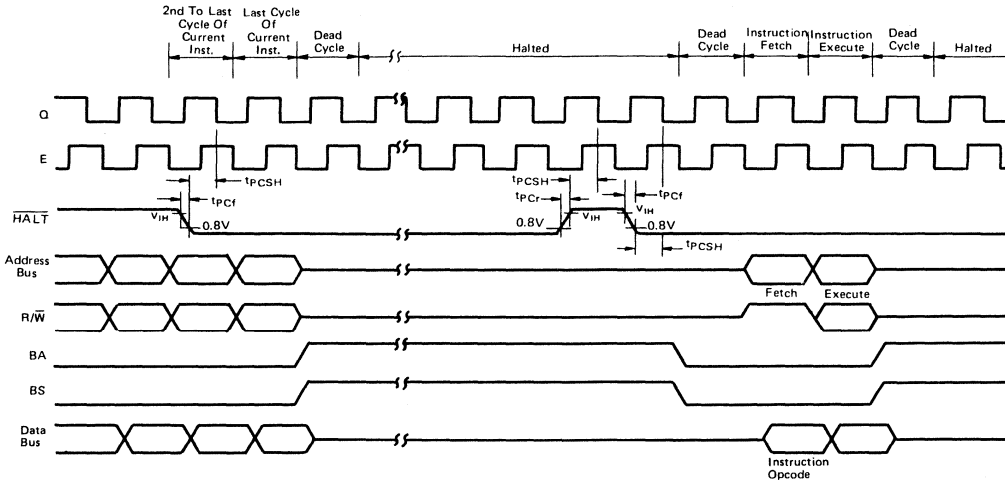 2nd To Last
Cycle Of
Current
Inst.
Last Cycle
Of
Current
Inst.
Dead
Cycle
Halted
Dead
Cycle
Instruction
Fetch
Instruction
Execute
Dead
Cycle
Halted
Q
E
tPCSH
tPCSH
tPCf
tPCr
tPCf
HALT
VIH
0.8V
0.8V
VIH
0.8V
tPCSH
Address
Bus
Fetch
Execute
R/W
BA
BS
Data
Bus
Instruction
Opcode